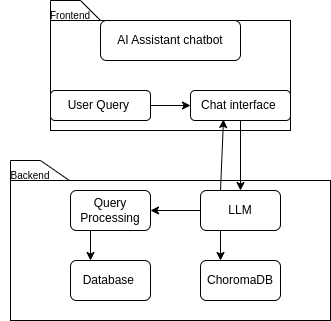 Frontend
AI Assistant chatbot
User Query
Chat interface
Backend
Query
Processing
LLM
Database
ChoromaDB